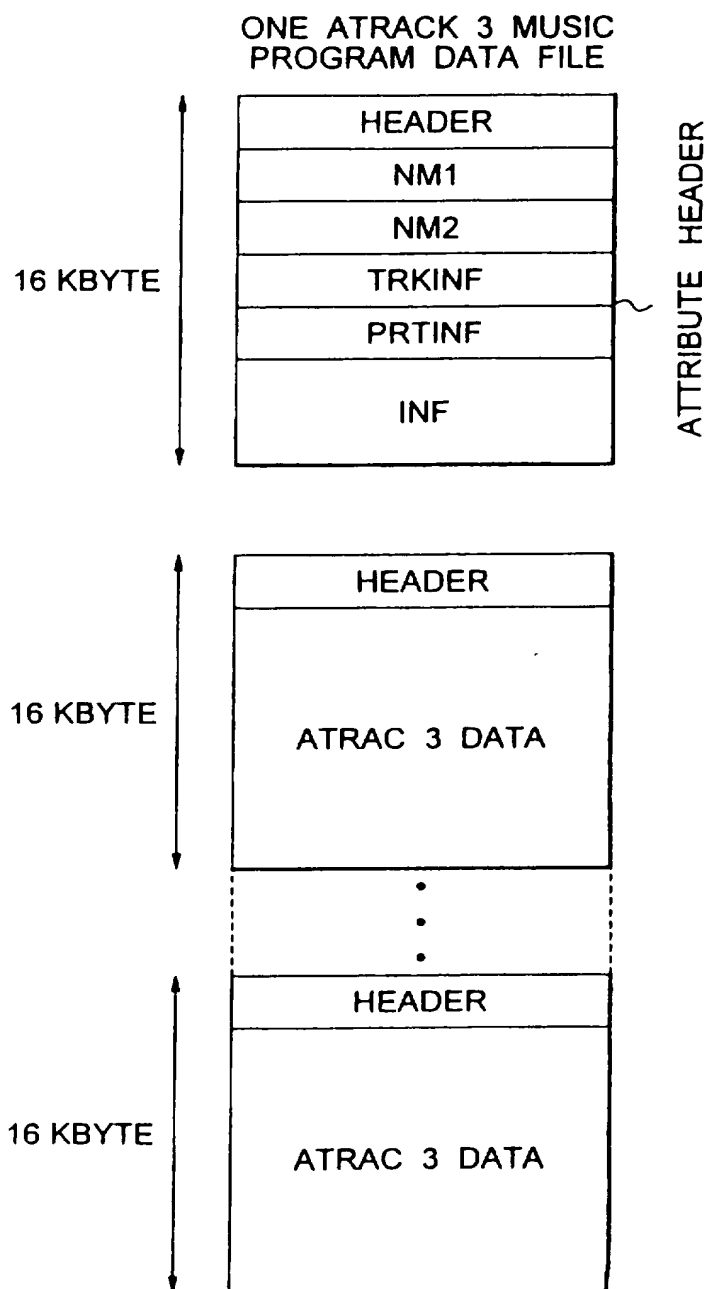 ONE ATRACK 3 MUSIC
PROGRAM DATA FILE
HEADER
NM1
NM2
TRKINF
PRTINF
INF
16 KBYTE
ATTRIBUTE HEADER
HEADER
ATRAC 3 DATA
16 KBYTE
HEADER
ATRAC 3 DATA
16 KBYTE